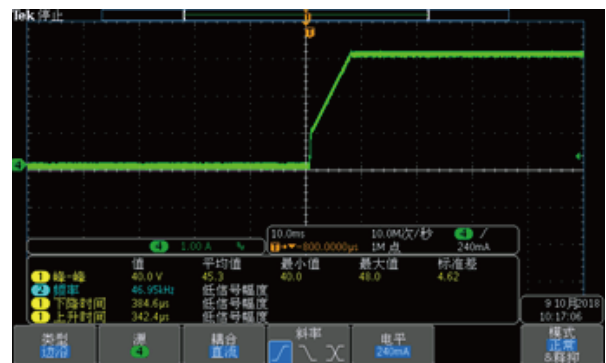 Tek 停止
T
T
4
10.0ms 10.0M次/秒 4
4 1.00 A T→▼-800.0000μs 1M 点 240mA
值 平均值 最小值 最大值 标准差
1 峰-峰 40.0 V 45.3 40.0 48.0 4.62
2 频率 46.95kHz 低信号幅度
1 下降时间 384.6μs 低信号幅度
1 上升时间 342.4μs 低信号幅度
9 10月2018
10:17:06
类型 源 耦合 斜率 电平 模式
边沿 4 直流 240mA 正常
&释抑